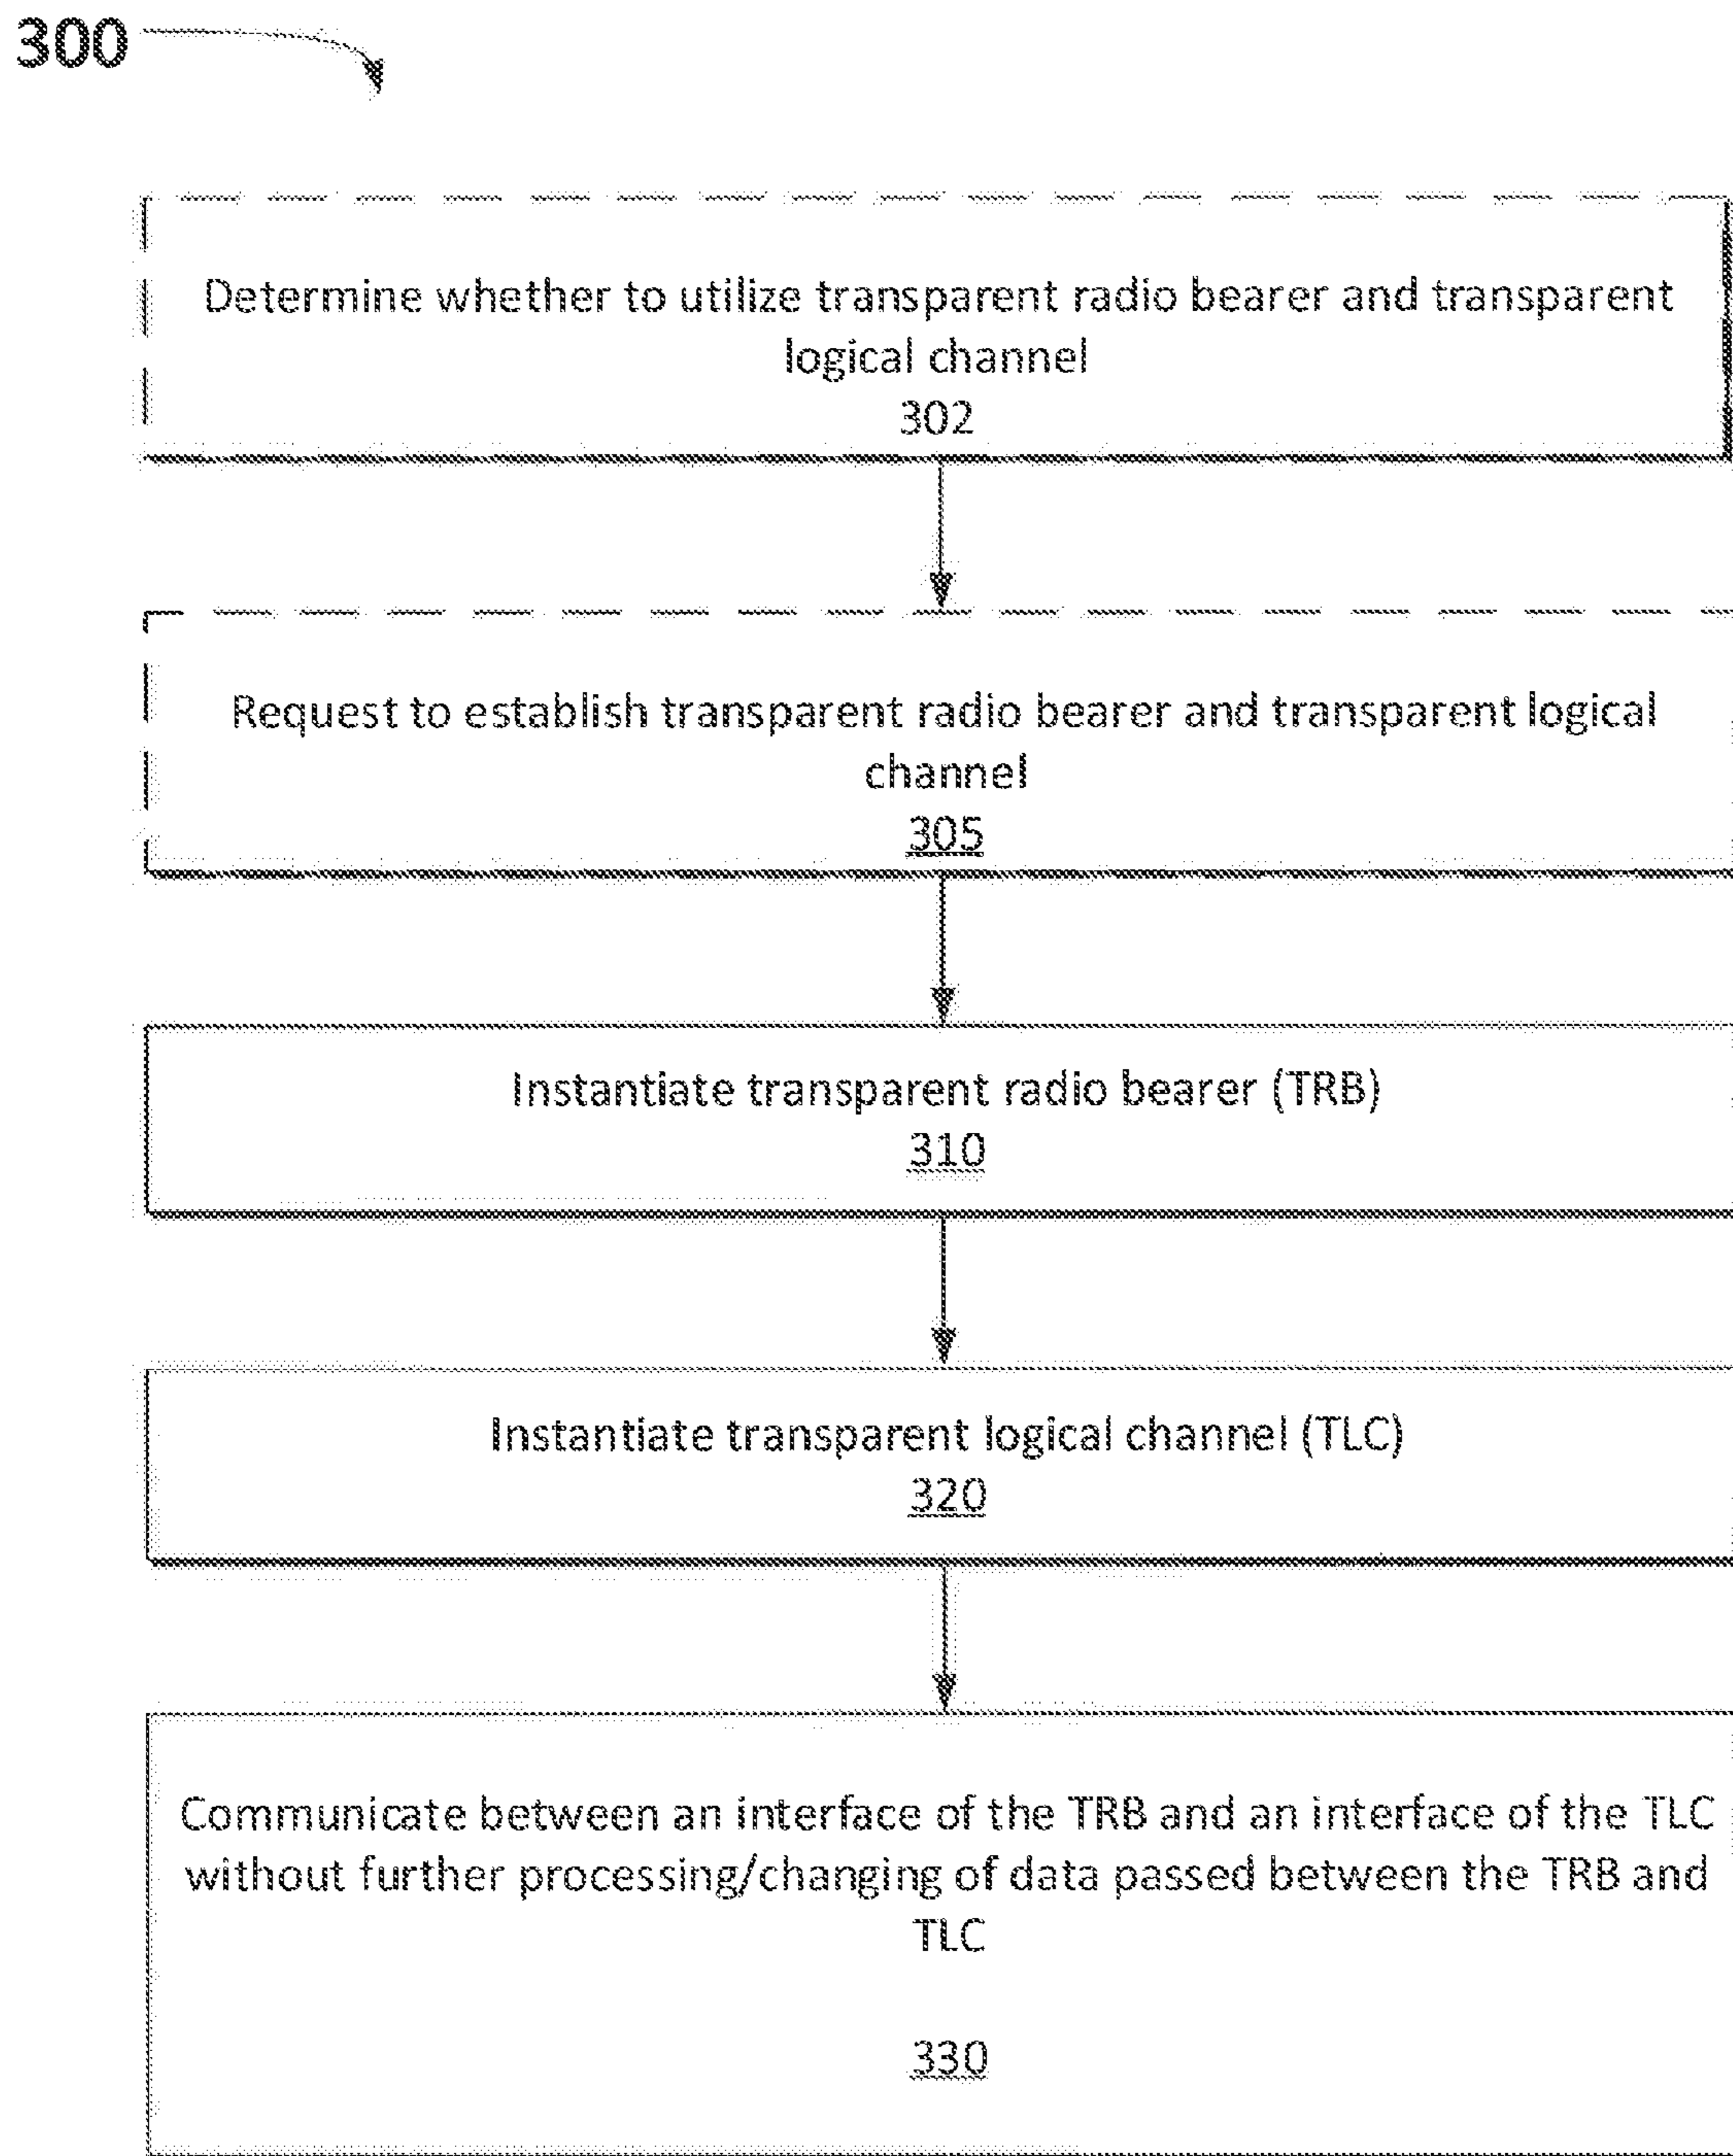 300
Determine whether to utilize transparent radio bearer and transparent
logical channel
302
Request to establish transparent radio bearer and transparent logical
channel
305
Instantiate transparent radio bearer (TRB)
310
Instantiate transparent logical channel (TLC)
320
Communicate between an interface of the TRB and an interface of the TLC
without further processing/changing of data passed between the TRB and
TLC
330